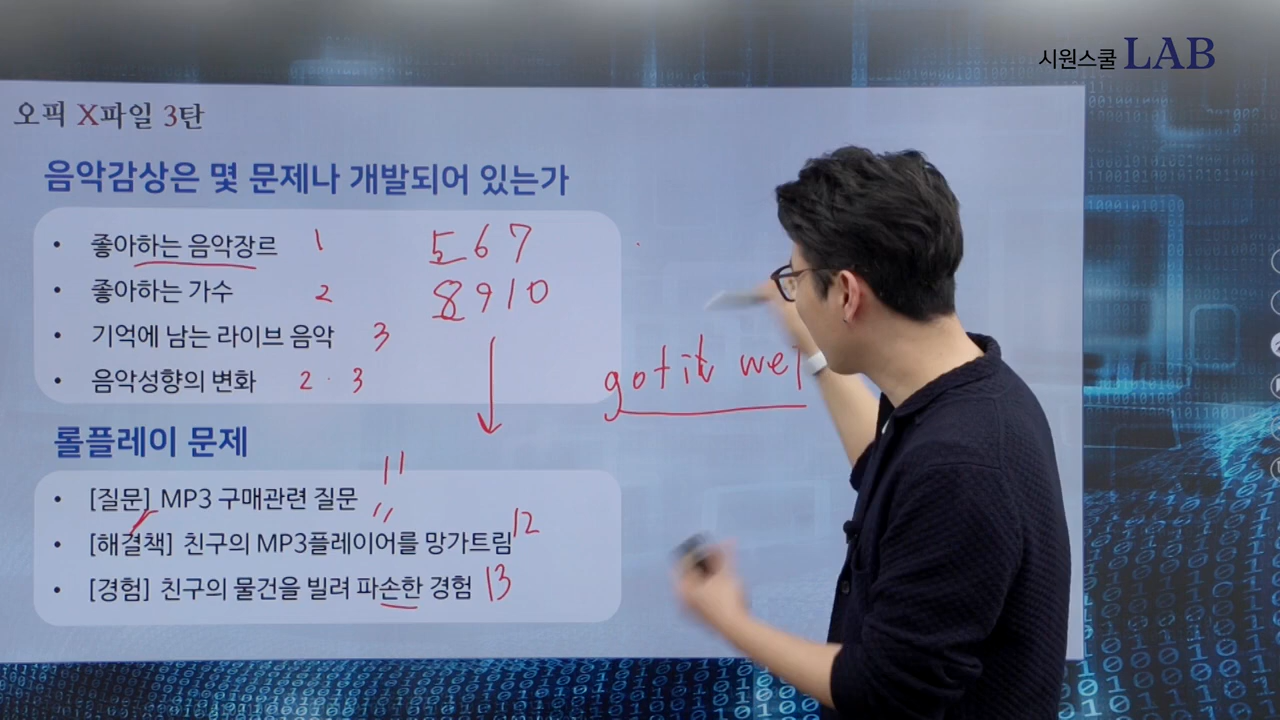 시원스쿨 LAB
오픽 X파일 3탄
음악감상은 몇 문제나 개발되어 있는가
• 좋아하는 음악장르 1 5 6 7
• 좋아하는 가수 2 8 9 10
• 기억에 남는 라이브 음악 3
• 음악성향의 변화 2 · 3
got it wel
롤플레이 문제
• [질문] MP3 구매관련 질문 11
• [해결책] 친구의 MP3플레이어를 망가트림 12
• [경험] 친구의 물건을 빌려 파손한 경험 13